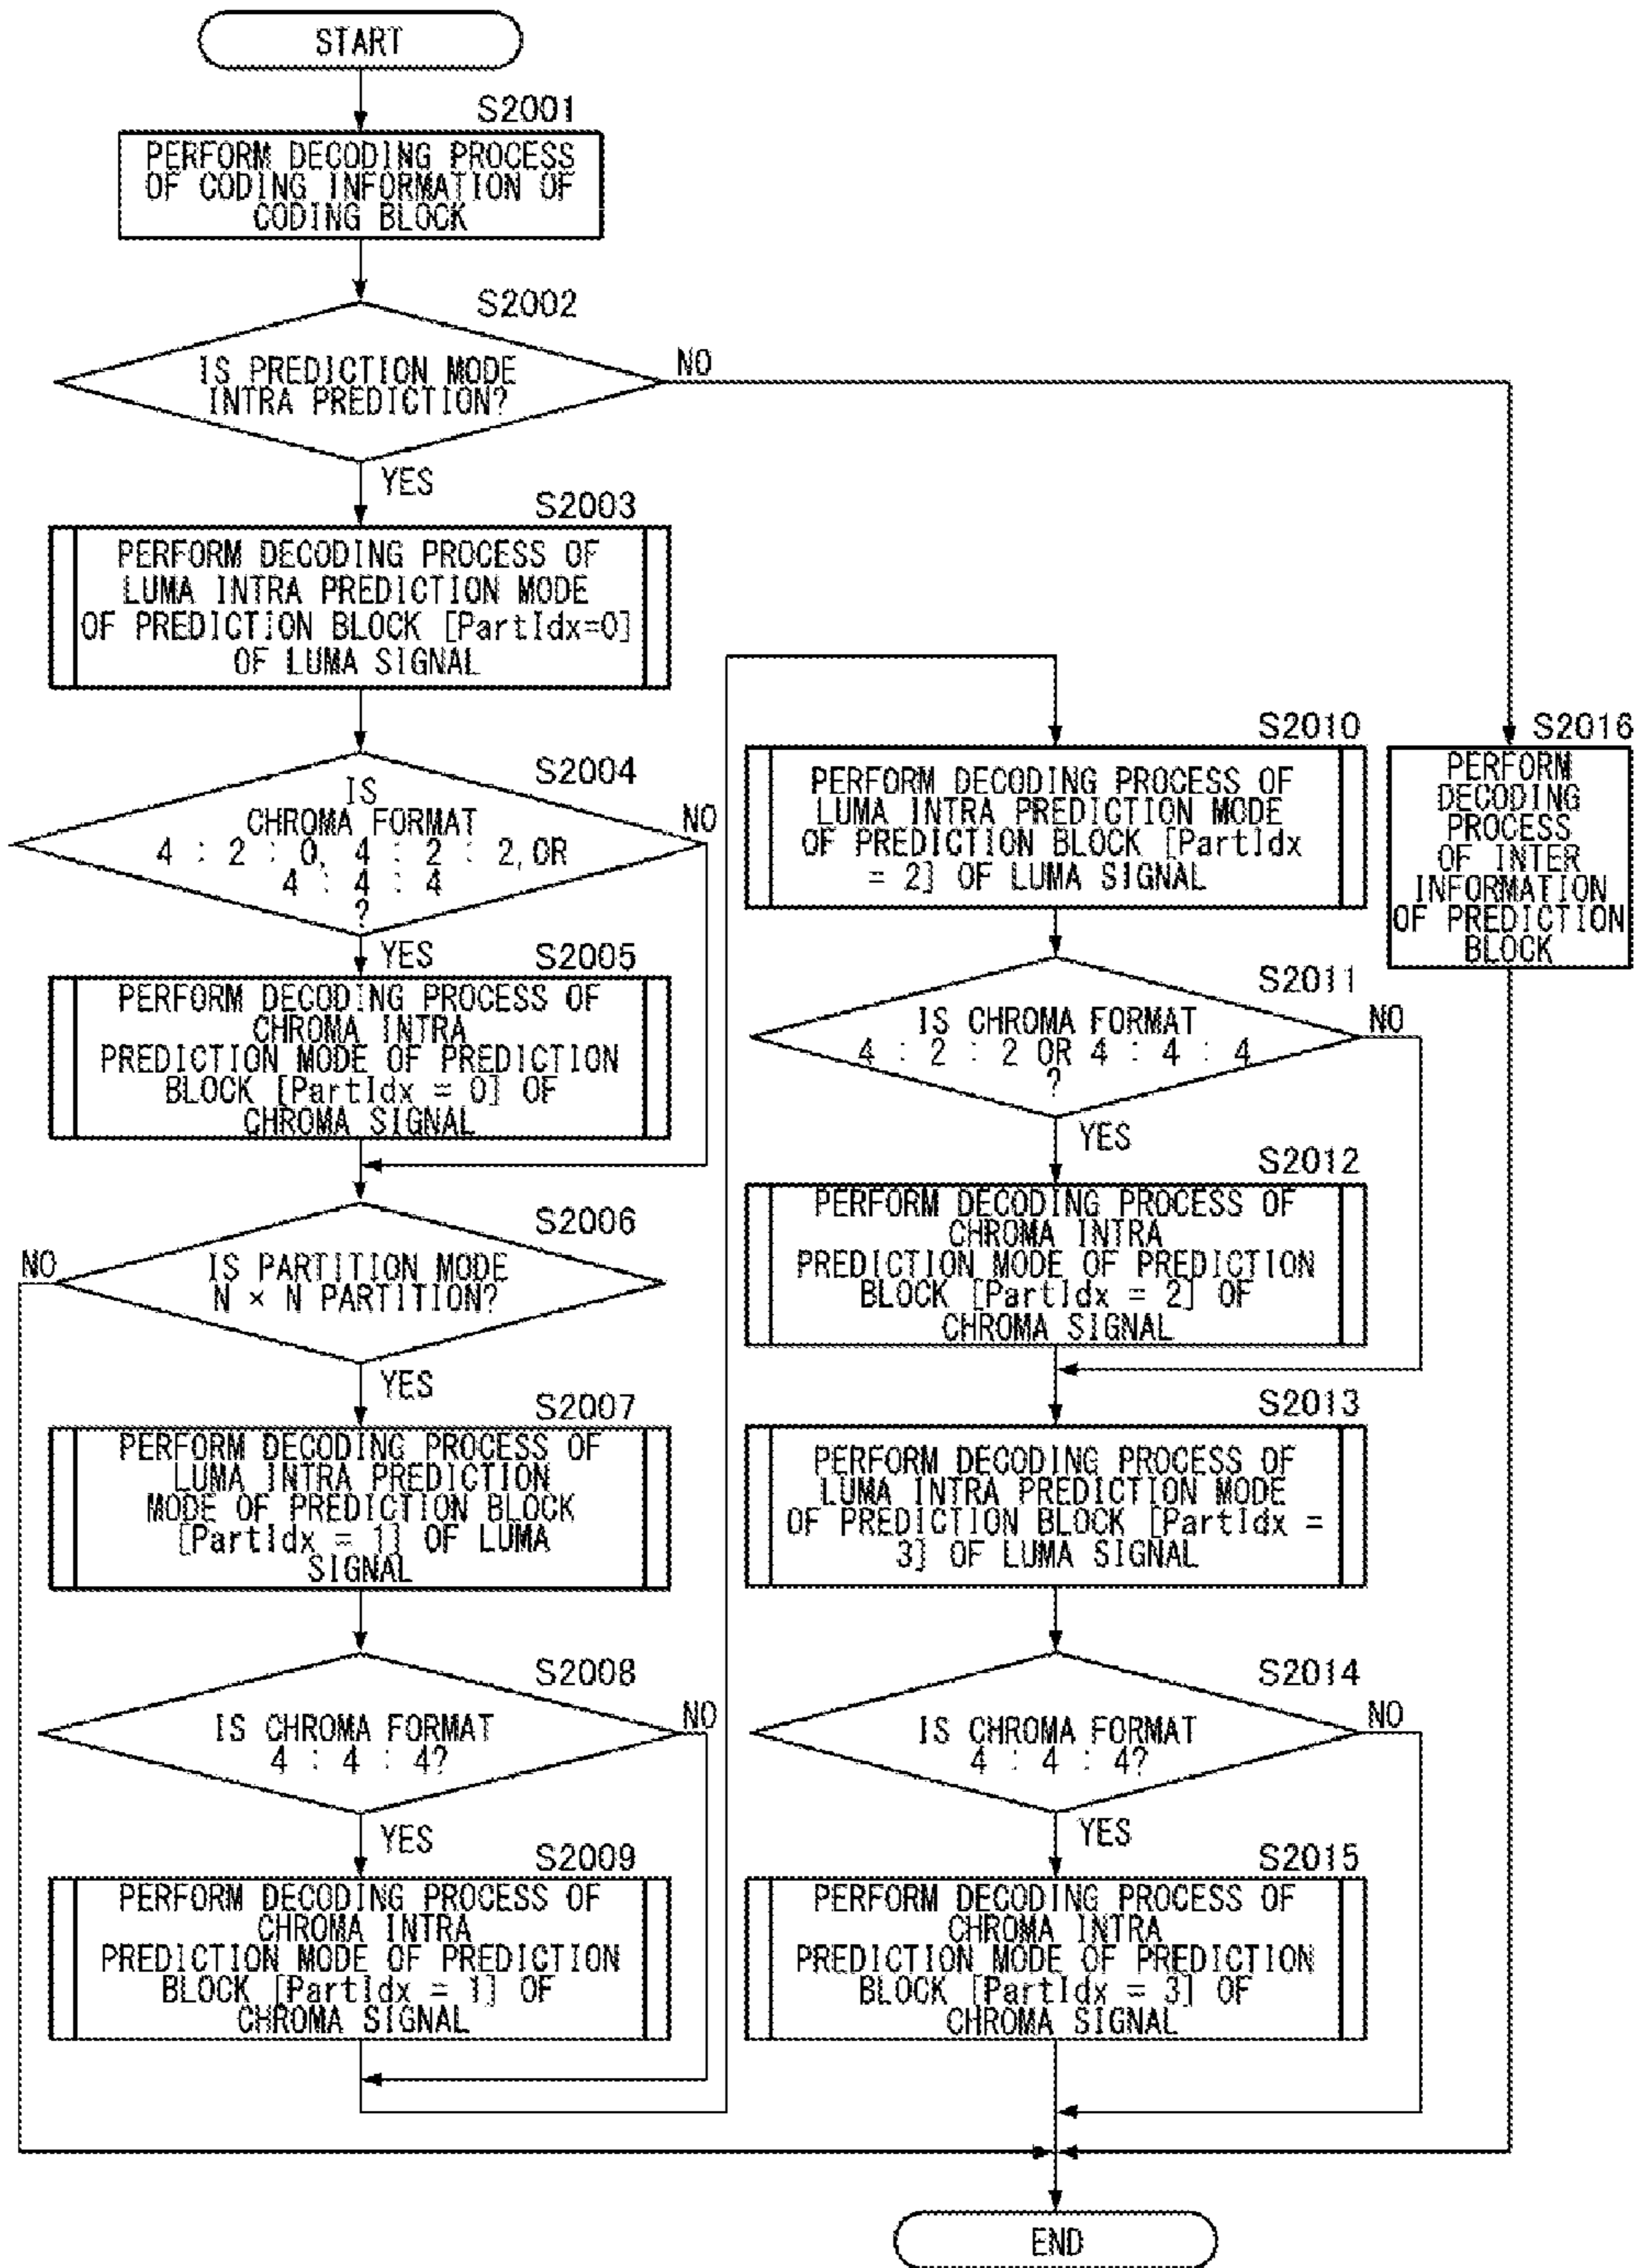 START
S2001
PERFORM DECODING PROCESS
OF CODING INFORMATION OF
CODING BLOCK
S2002
IS PREDICTION MODE
INTRA PREDICTION?
NO
YES
S2003
PERFORM DECODING PROCESS OF
LUMA INTRA PREDICTION MODE
OF PREDICTION BLOCK [PartIdx=0]
OF LUMA SIGNAL
S2004
IS
CHROMA FORMAT
4 : 2 : 0, 4 : 2 : 2, OR
4 : 4 : 4
?
NO
YES
S2005
PERFORM DECODING PROCESS OF
CHROMA INTRA
PREDICTION MODE OF PREDICTION
BLOCK [PartIdx = 0] OF
CHROMA SIGNAL
S2006
NO
IS PARTITION MODE
N × N PARTITION?
YES
S2007
PERFORM DECODING PROCESS OF
LUMA INTRA PREDICTION
MODE OF PREDICTION BLOCK
[PartIdx = 1] OF LUMA
SIGNAL
S2008
IS CHROMA FORMAT
4 : 4 : 4?
NO
YES
S2009
PERFORM DECODING PROCESS OF
CHROMA INTRA
PREDICTION MODE OF PREDICTION
BLOCK [PartIdx = 1] OF
CHROMA SIGNAL
S2010
PERFORM DECODING PROCESS OF
LUMA INTRA PREDICTION MODE
OF PREDICTION BLOCK [PartIdx
= 2] OF LUMA SIGNAL
S2011
IS CHROMA FORMAT
4 : 2 : 2 OR 4 : 4 : 4
?
NO
YES
S2012
PERFORM DECODING PROCESS OF
CHROMA INTRA
PREDICTION MODE OF PREDICTION
BLOCK [PartIdx = 2] OF
CHROMA SIGNAL
S2013
PERFORM DECODING PROCESS OF
LUMA INTRA PREDICTION MODE
OF PREDICTION BLOCK [PartIdx =
3] OF LUMA SIGNAL
S2014
IS CHROMA FORMAT
4 : 4 : 4?
NO
YES
S2015
PERFORM DECODING PROCESS OF
CHROMA INTRA
PREDICTION MODE OF PREDICTION
BLOCK [PartIdx = 3] OF
CHROMA SIGNAL
S2016
PERFORM
DECODING
PROCESS
OF INTER
INFORMATION
OF PREDICTION
BLOCK
END